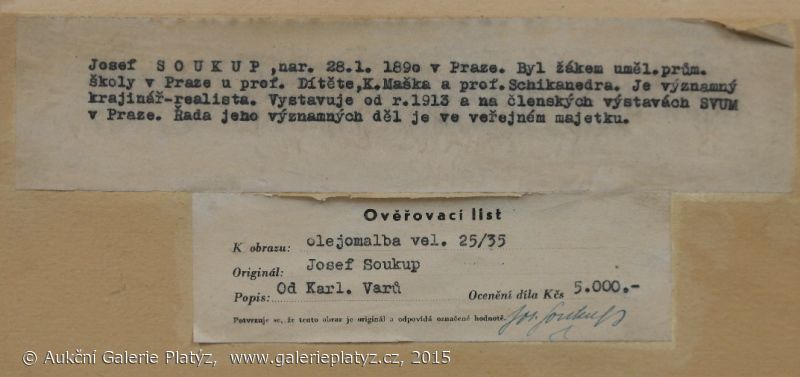 Josef S O U K U P ,nar. 28.1. 1890 v Praze. Byl žákem uměl.prům.
školy v Praze u prof. Dítěte,K.Maška a prof.Schikanedra. Je významný
krajinář-realista. Vystavuje od r.1913 a na členských výstavách SVUM
v Praze. Řada jeho významných děl je ve veřejném majetku.
Ověřovací list
K obrazu: olejomalba vel. 25/35
Originál: Josef Soukup
Popis: Od Karl. Varů Ocenění díla Kčs 5.000.-
Potvrzuje se, že tento obraz je originál a odpovídá označené hodnotě. Jos. Soukup
© Aukční Galerie Platýz, www.galerieplatyz.cz, 2015